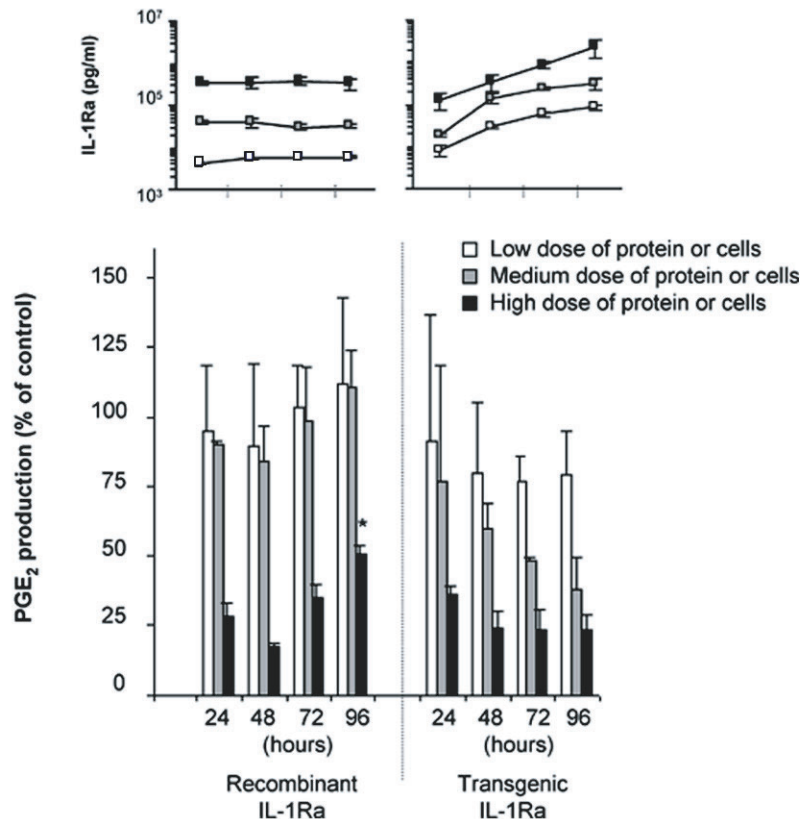 10⁷
10⁵
10³
IL-1Ra (pg/ml)
Low dose of protein or cells
Medium dose of protein or cells
High dose of protein or cells
PGE₂ production (% of control)
150
125
100
75
50
25
0
*
24 48 72 96 24 48 72 96
(hours) (hours)
Recombinant Transgenic
IL-1Ra IL-1Ra